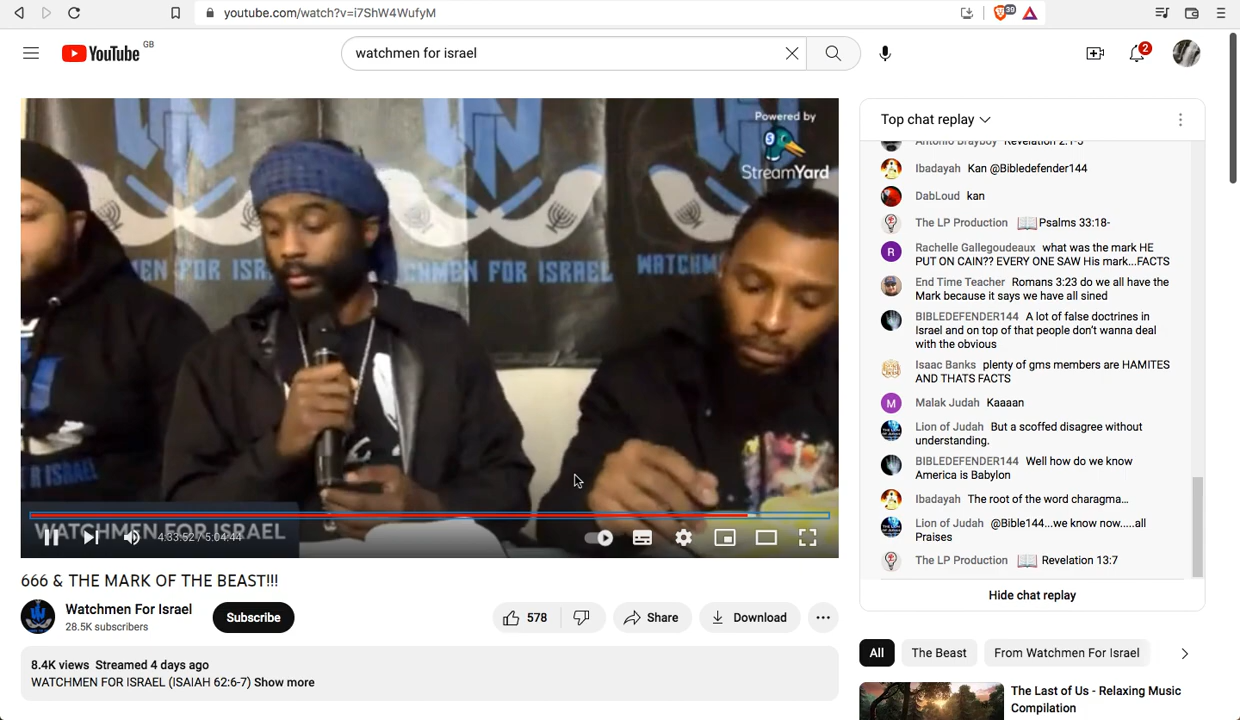 youtube.com/watch?v=i7ShW4WufyM
39
YouTube GB
watchmen for israel
2
Powered by
StreamYard
EN FOR ISR
CHMEN FOR ISRAEL
WATCHM
R ISRAEL
WATCHMEN FOR ISRAEL
4:33:52 / 5:04:44
666 & THE MARK OF THE BEAST!!!
Watchmen For Israel
28.5K subscribers
Subscribe
578
Share
Download
8.4K views Streamed 4 days ago
WATCHMEN FOR ISRAEL (ISAIAH 62:6-7) Show more
Top chat replay
Antonio Brayboy Revelation 2:1-3
Ibadayah Kan @Bibledefender144
DabLoud kan
The LP Production 📖Psalms 33:18-
R
Rachelle Gallegoudeaux what was the mark HE
PUT ON CAIN?? EVERY ONE SAW His mark...FACTS
End Time Teacher Romans 3:23 do we all have the
Mark because it says we have all sined
BIBLEDEFENDER144 A lot of false doctrines in
Israel and on top of that people don't wanna deal
with the obvious
Isaac Banks plenty of gms members are HAMITES
AND THATS FACTS
M
Malak Judah Kaaaan
Lion of Judah But a scoffed disagree without
understanding.
BIBLEDEFENDER144 Well how do we know
America is Babylon
Ibadayah The root of the word charagma...
Lion of Judah @Bible144...we know now.....all
Praises
The LP Production 📖 Revelation 13:7
Hide chat replay
All
The Beast
From Watchmen For Israel
The Last of Us - Relaxing Music
Compilation